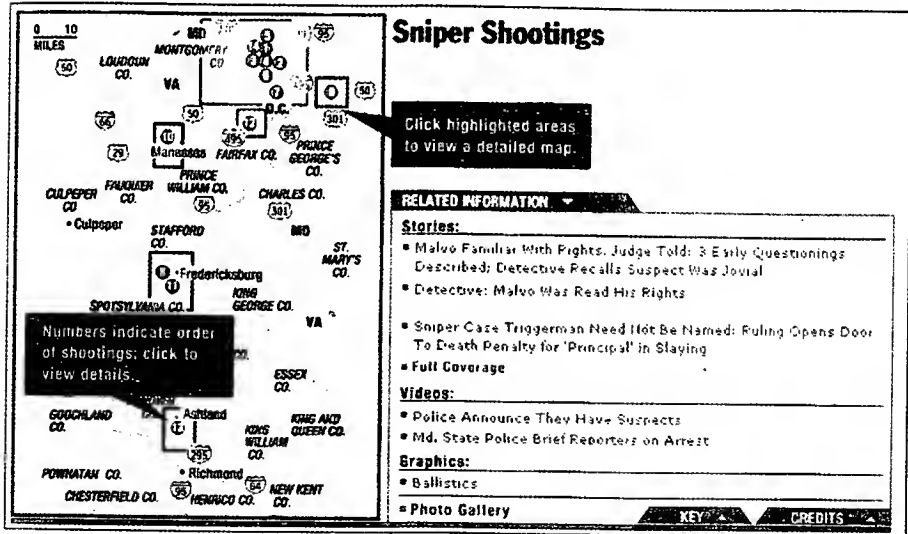 Sniper Shootings
0 10
MILES
MD
MONTGOMERY
CO
95
50
LOUDOUN
CO.
VA
50
D.C.
50
301
66
495
95
29
Manassas
FAIRFAX CO.
PRINCE
GEORGE'S
CO.
Click highlighted areas
to view a detailed map.
PRINCE
WILLIAM CO.
FAUQUIER
CO.
CULPEPER
CO
CHARLES CO.
95
301
Culpeper
MD
STAFFORD
CO.
ST.
MARY'S
CO.
Fredericksburg
KING
GEORGE CO.
SPOTSYLVANIA CO.
VA
Numbers indicate order
of shootings; click to
view details.
CO.
ESSEX
CO.
GOOCHLAND
CO.
Ashland
KING
WILLIAM
CO.
KING AND
QUEEN CO.
295
Richmond
POWHATAN CO.
64
NEW KENT
CO.
CHESTERFIELD CO.
95
HENRICO CO.
RELATED INFORMATION
Stories:
Malvo Familiar With Rights, Judge Told: 3 Early Questionings
Described; Detective Recalls Suspect Was Jovial
Detective: Malvo Was Read His Rights
Sniper Case Triggerman Need Not Be Named: Ruling Opens Door
To Death Penalty for 'Principal' in Slaying
Full Coverage
Videos:
Police Announce They Have Suspects
Md. State Police Brief Reporters on Arrest
Graphics:
Ballistics
Photo Gallery
KEY
CREDITS